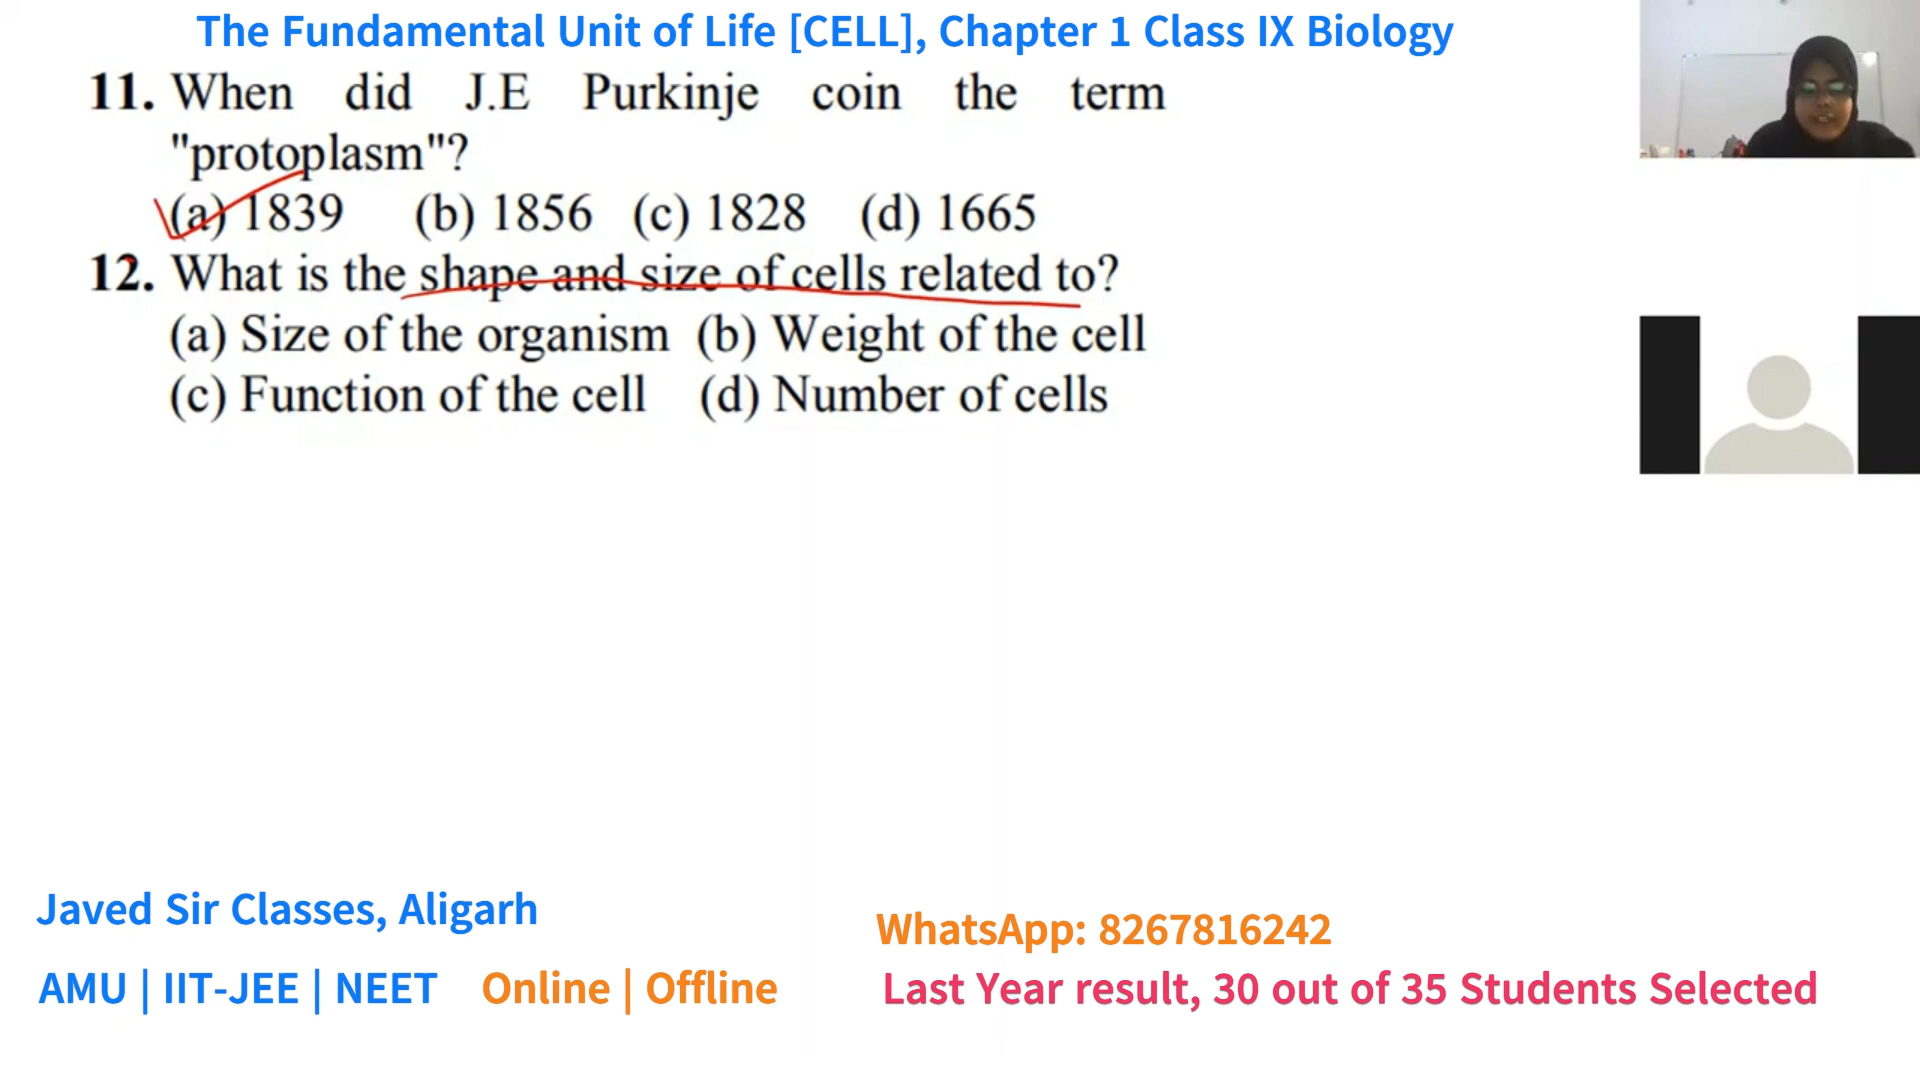 The Fundamental Unit of Life [CELL], Chapter 1 Class IX Biology
11. When did J.E Purkinje coin the term
"protoplasm"?
(a) 1839 (b) 1856 (c) 1828 (d) 1665
12. What is the shape and size of cells related to?
(a) Size of the organism (b) Weight of the cell
(c) Function of the cell (d) Number of cells
Javed Sir Classes, Aligarh
WhatsApp: 8267816242
AMU | IIT-JEE | NEET Online | Offline
Last Year result, 30 out of 35 Students Selected